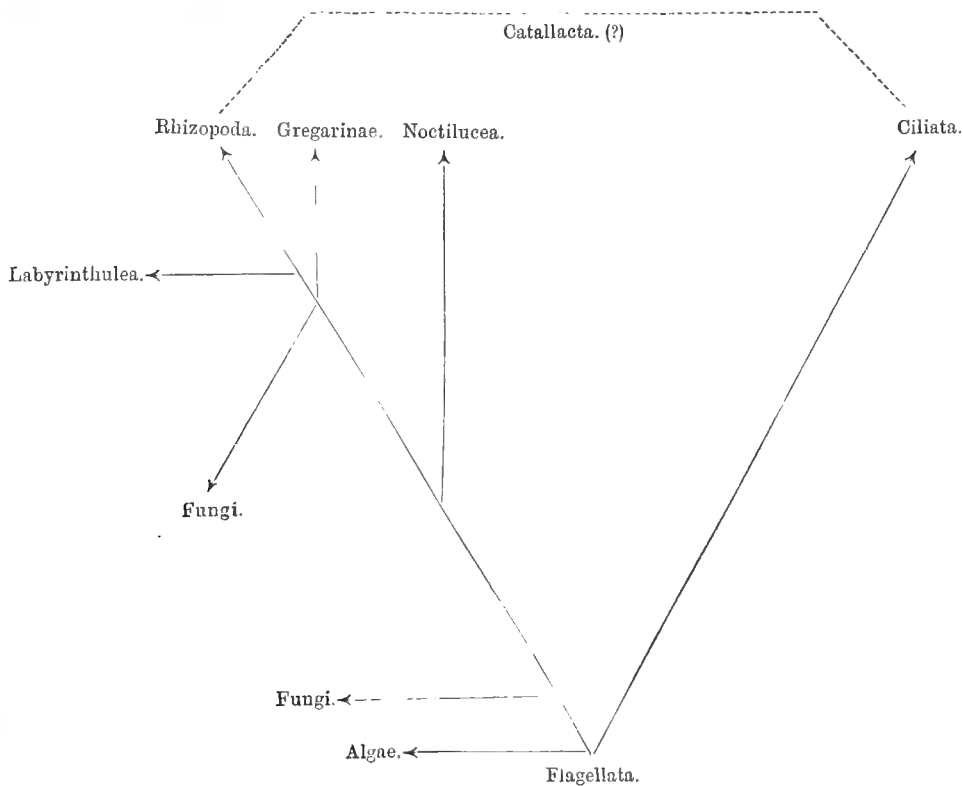 Catallacta. (?)
Rhizopoda. Gregarinae. Noctilucea. Ciliata.
Labyrinthulea.
Fungi.
Fungi.
Algae.
Flagellata.